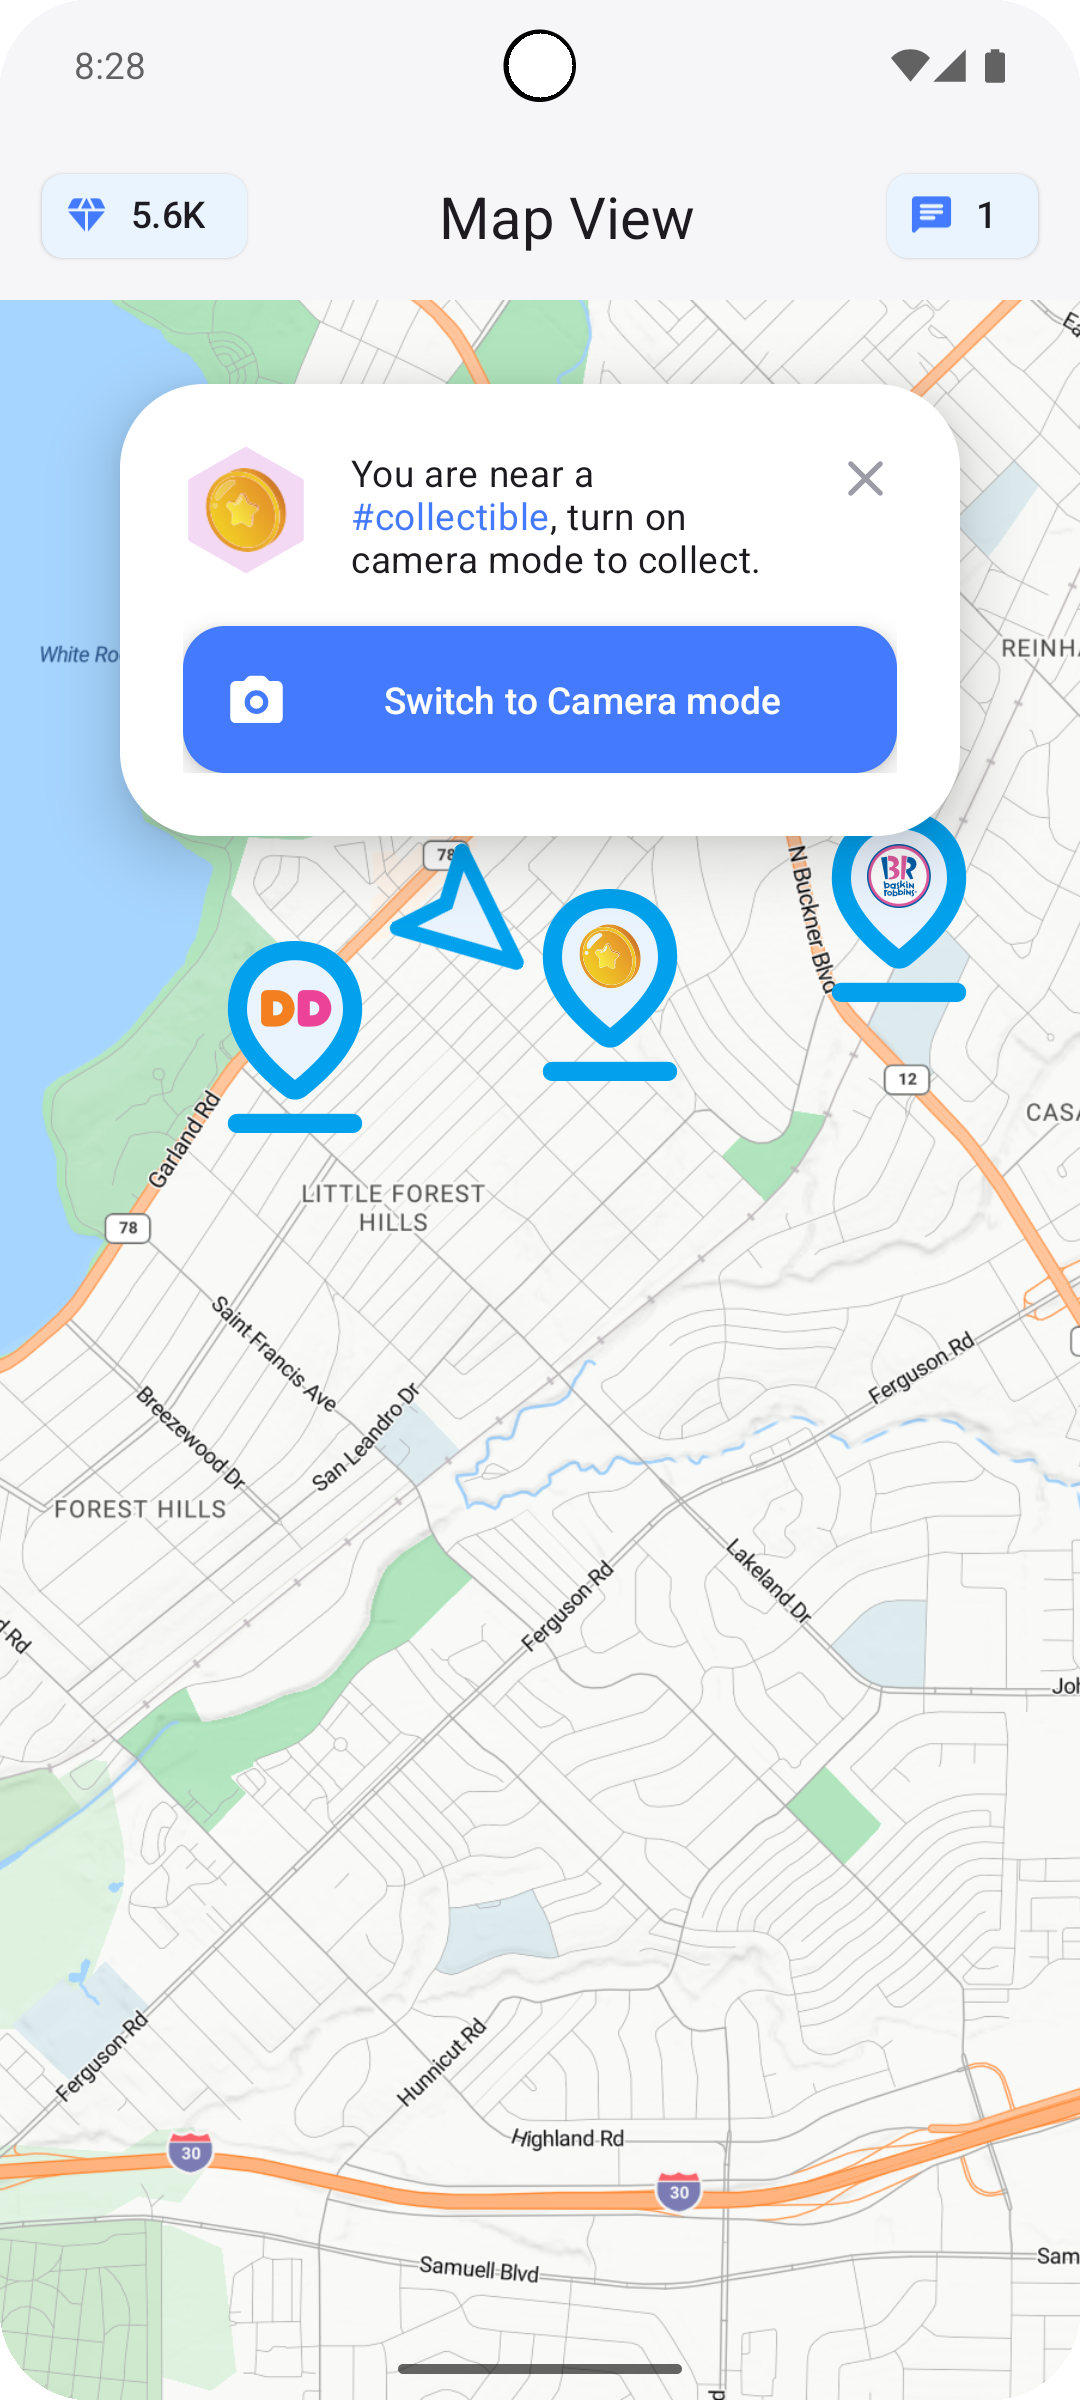 8:28
5.6K
Map View
1
You are near a
#collectible, turn on
camera mode to collect.
Switch to Camera mode
White Ro
REINHA
78
N Buckner Blvd
BR
baskin
robbins
DD
12
CASA
Garland Rd
LITTLE FOREST
HILLS
78
Saint Francis Ave
Ferguson Rd
Breezewood Dr
San Leandro Dr
FOREST HILLS
Lakeland Dr
Ferguson Rd
d Rd
Joh
Ferguson Rd
Hunnicut Rd
Highland Rd
30
30
Samuell Blvd
Sam